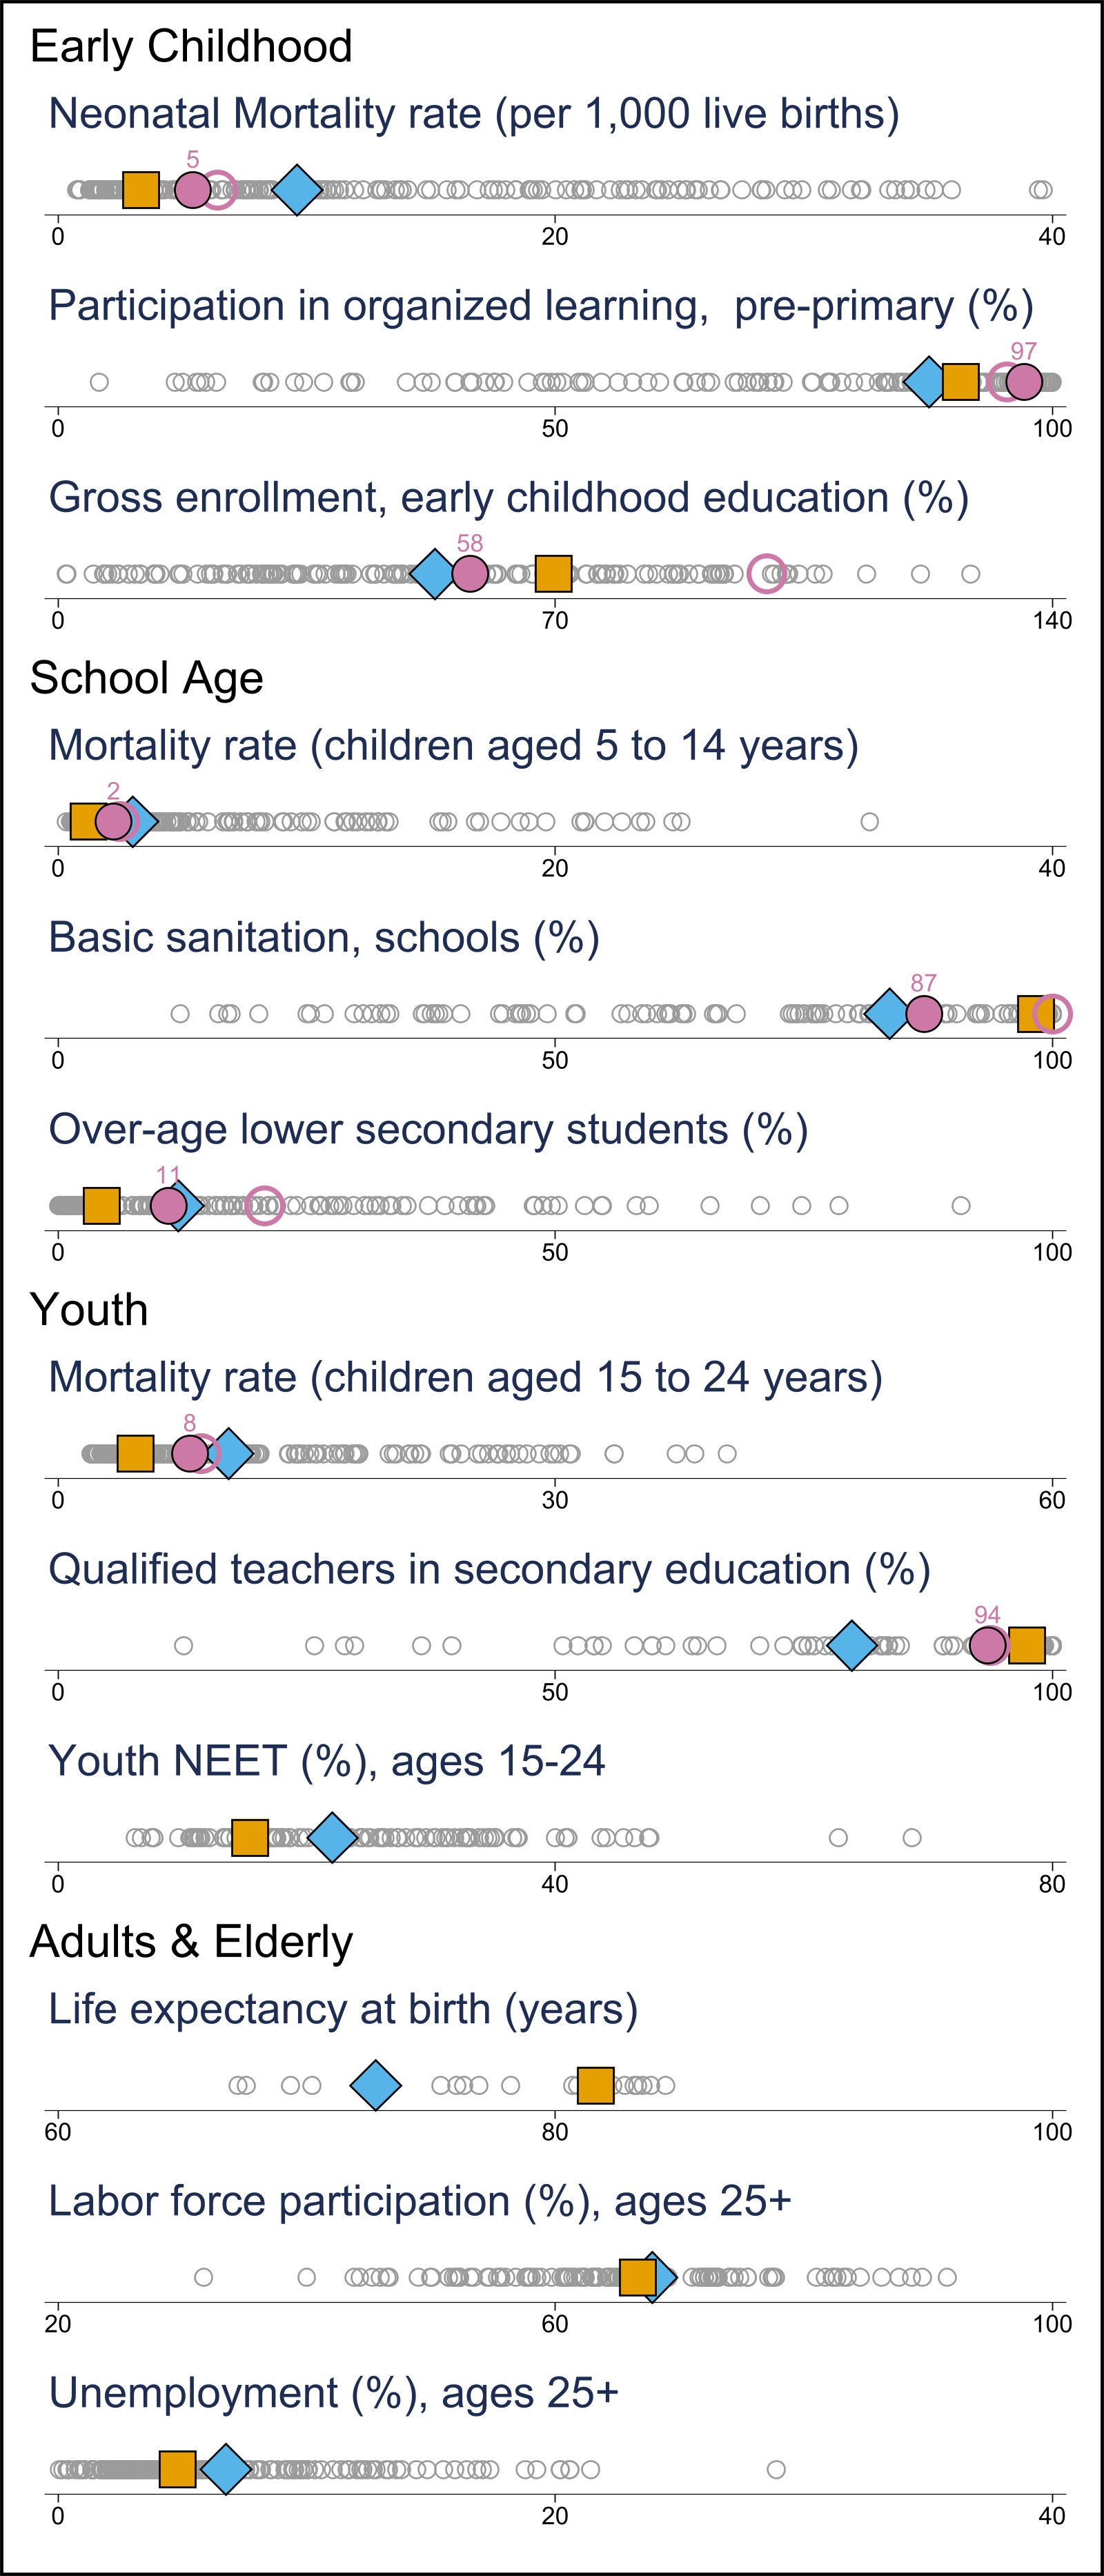 Early Childhood
Neonatal Mortality rate (per 1,000 live births)
5
0 20 40
Participation in organized learning,  pre-primary (%)
97
0 50 100
Gross enrollment, early childhood education (%)
58
0 70 140
School Age
Mortality rate (children aged 5 to 14 years)
2
0 20 40
Basic sanitation, schools (%)
87
0 50 100
Over-age lower secondary students (%)
11
0 50 100
Youth
Mortality rate (children aged 15 to 24 years)
8
0 30 60
Qualified teachers in secondary education (%)
94
0 50 100
Youth NEET (%), ages 15-24
0 40 80
Adults & Elderly
Life expectancy at birth (years)
60 80 100
Labor force participation (%), ages 25+
20 60 100
Unemployment (%), ages 25+
0 20 40